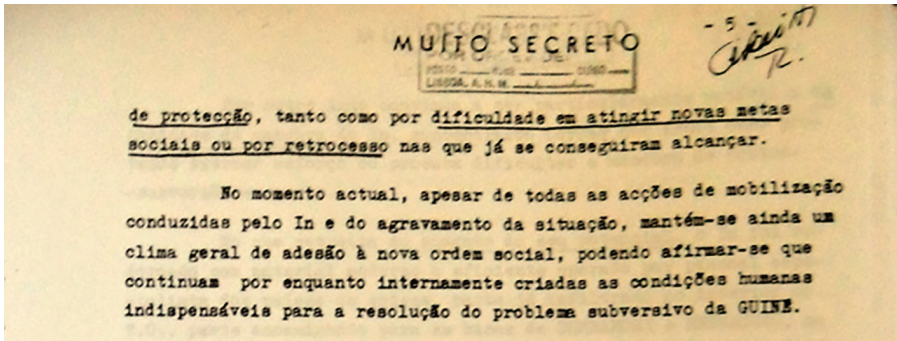 - 5 -
MUITO SECRETO
LISBOA, A. H. M.
de protecção, tanto como por dificuldade em atingir novas metas
sociais ou por retrocesso nas que já se conseguiram alcançar.
No momento actual, apesar de todas as acções de mobilização
conduzidas pelo In e do agravamento da situação, mantém-se ainda um
clima geral de adesão à nova ordem social, podendo afirmar-se que
continuam por enquanto internamente criadas as condições humanas
indispensáveis para a resolução do problema subversivo da GUINÉ.